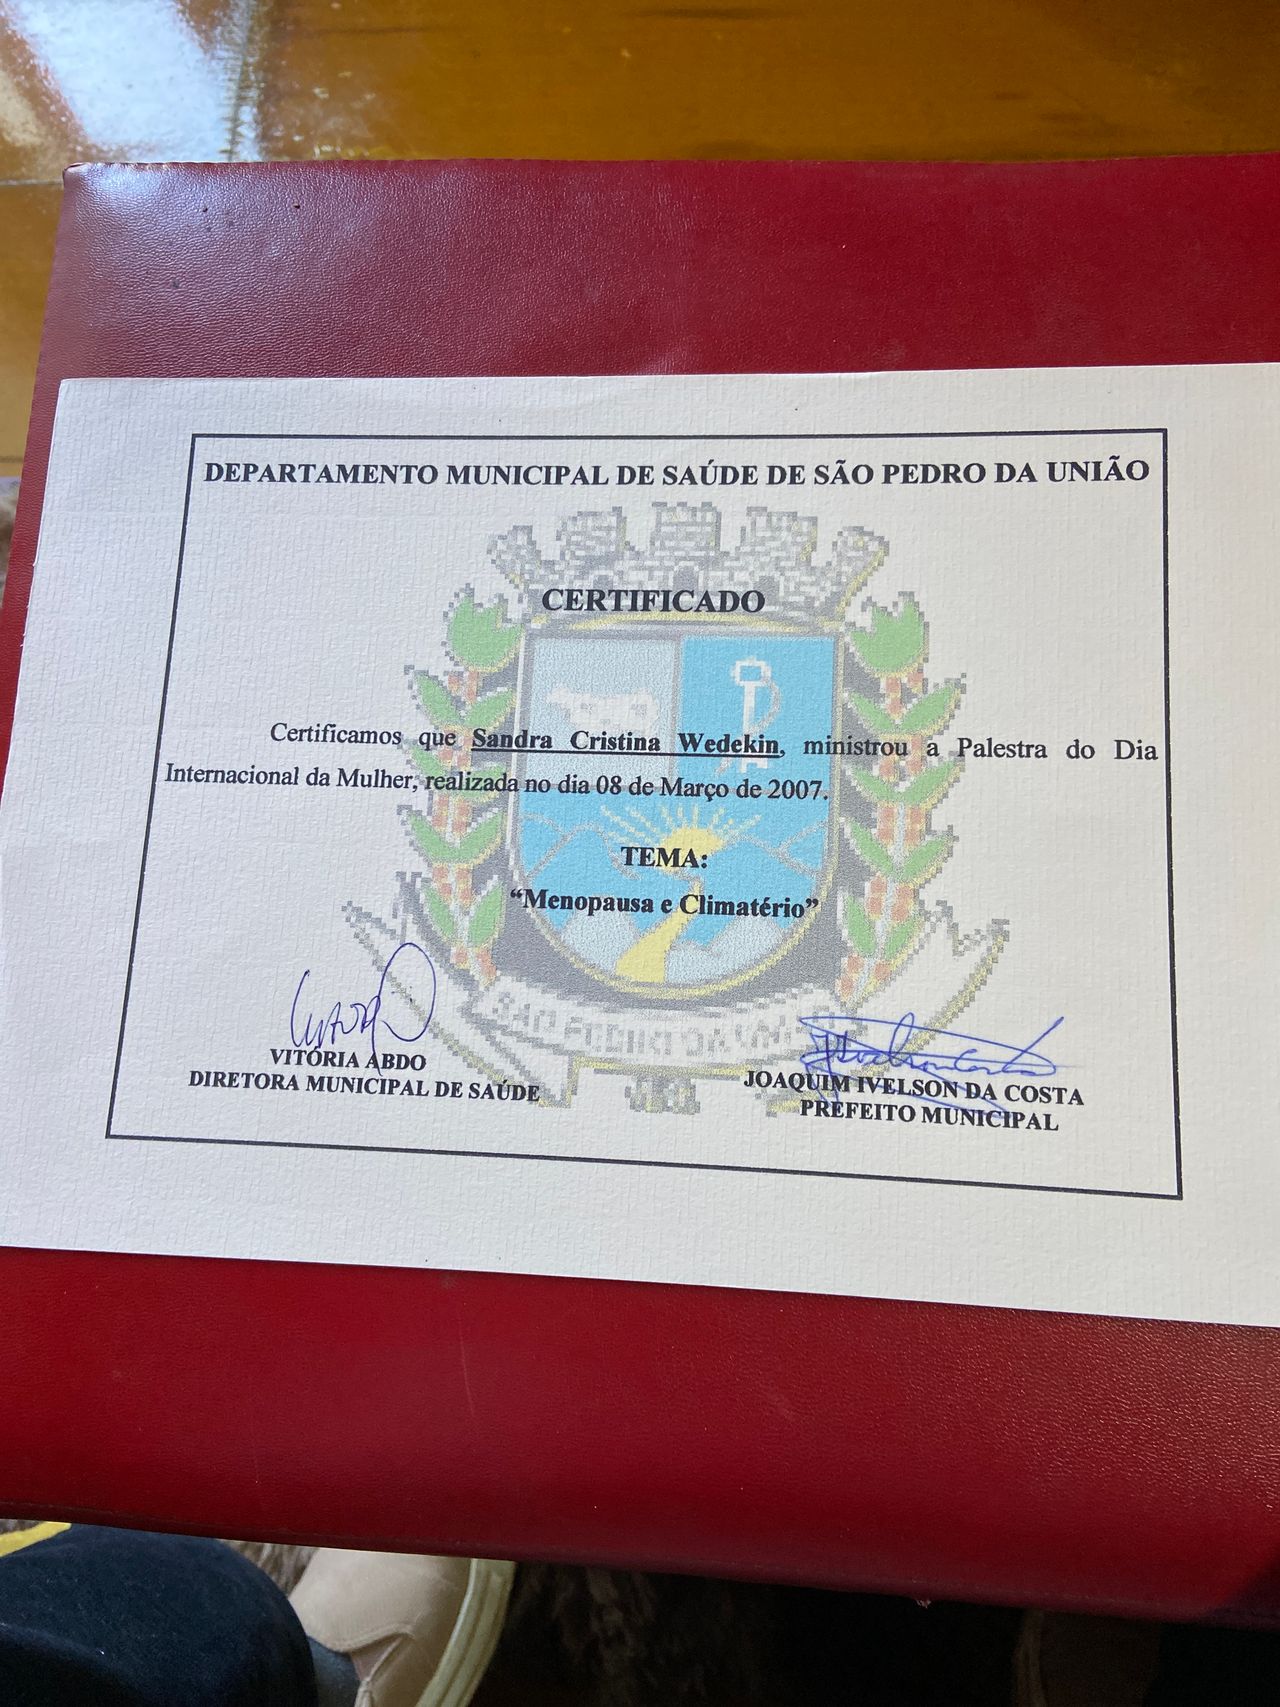 DEPARTAMENTO MUNICIPAL DE SAÚDE DE SÃO PEDRO DA UNIÃO
CERTIFICADO
Certificamos que Sandra Cristina Wedekin, ministrou a Palestra do Dia
Internacional da Mulher, realizada no dia 08 de Março de 2007.
TEMA:
“Menopausa e Climatério”
VITÓRIA ABDO
DIRETORA MUNICIPAL DE SAÚDE
JOAQUIM IVELSON DA COSTA
PREFEITO MUNICIPAL